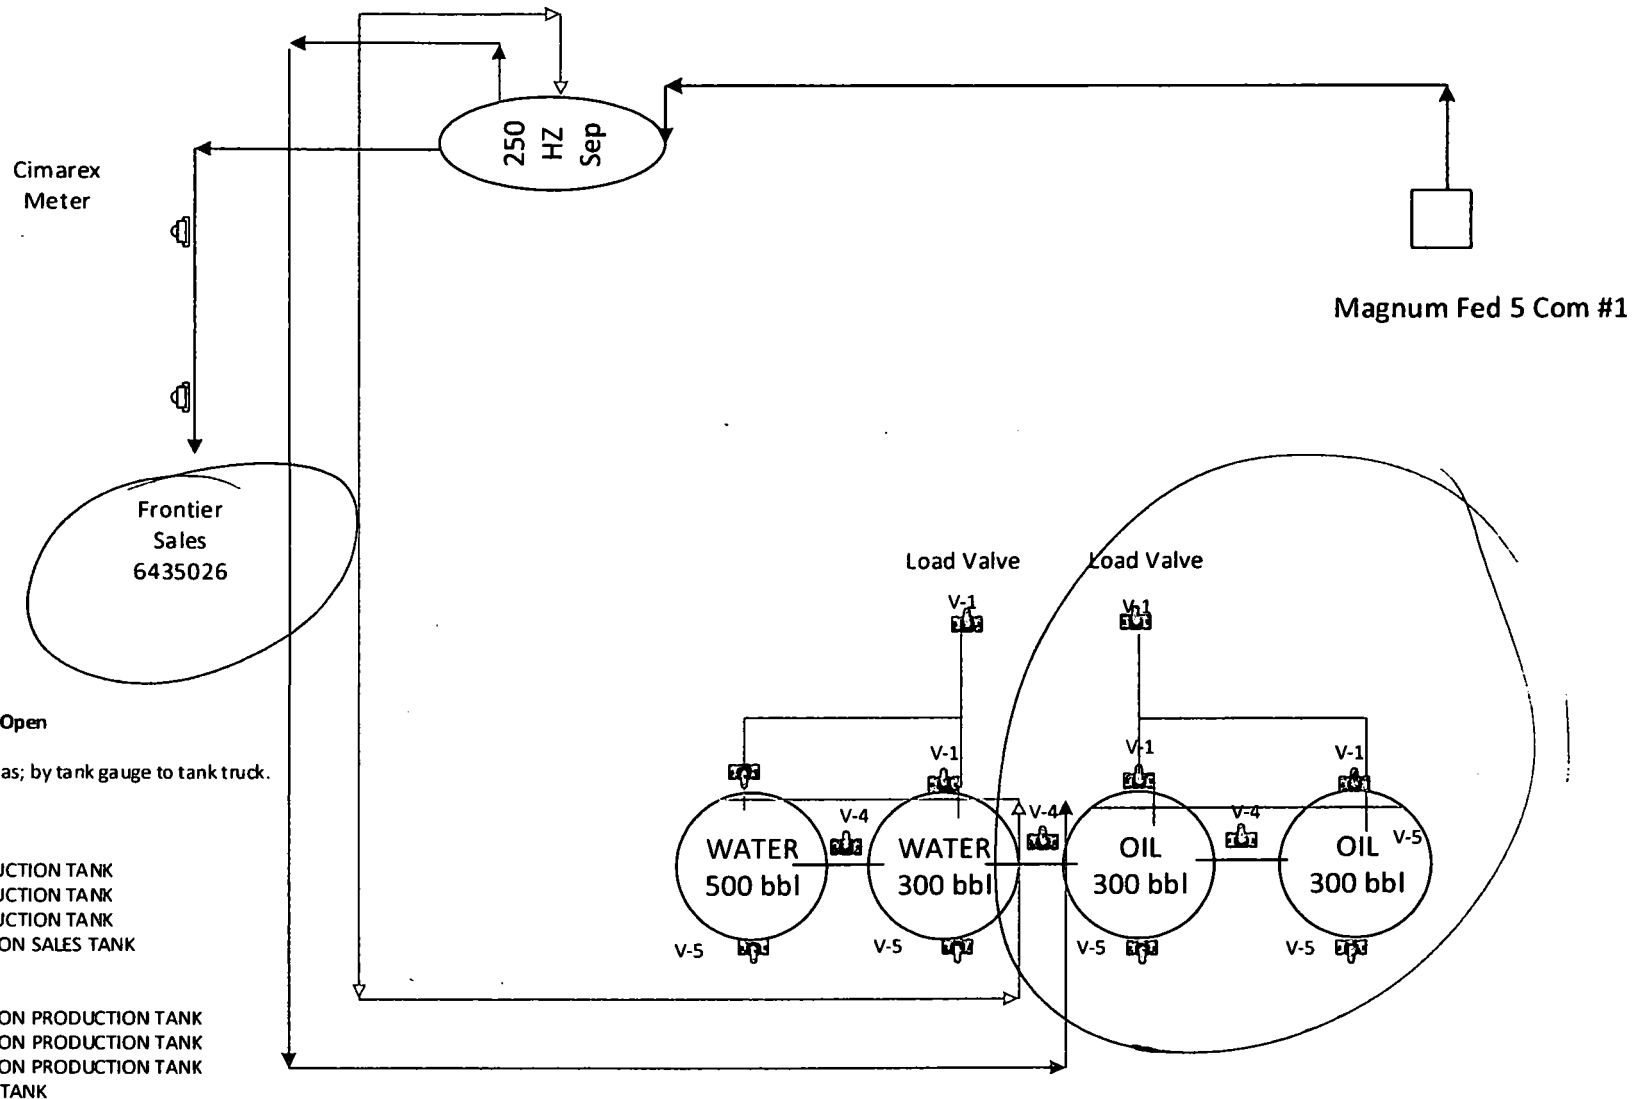 250
HZ
Sep
Cimarex
Meter
Magnum Fed 5 Com #1
Frontier
Sales
6435026
Load Valve
Load Valve
V-1
V-1
Open
as; by tank gauge to tank truck.
V-1
V-1
V-1
V-4
V-4
V-4
V-5
WATER
500 bbl
WATER
300 bbl
OIL
300 bbl
OIL
300 bbl
V-5
V-5
V-5
V-5
UCTION TANK
UCTION TANK
UCTION TANK
ON SALES TANK
ON PRODUCTION TANK
ON PRODUCTION TANK
ON PRODUCTION TANK
TANK